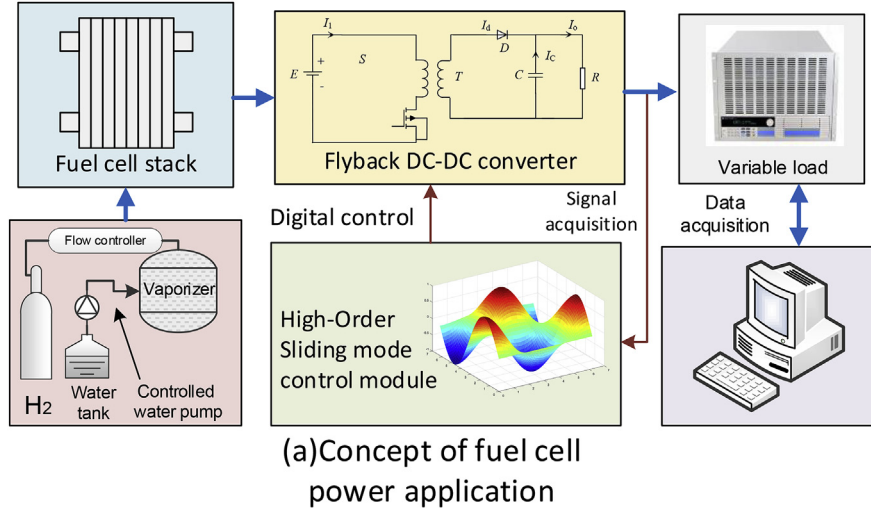 I1
E
+
-
S
T
Id
D
IC
C
Io
R
Fuel cell stack
Flyback DC-DC converter
Variable load
Digital control
Signal
acquisition
Data
acquisition
Flow controller
Vaporizer
H2
Water
tank
Controlled
water pump
High-Order
Sliding mode
control module
(a)Concept of fuel cell
power application